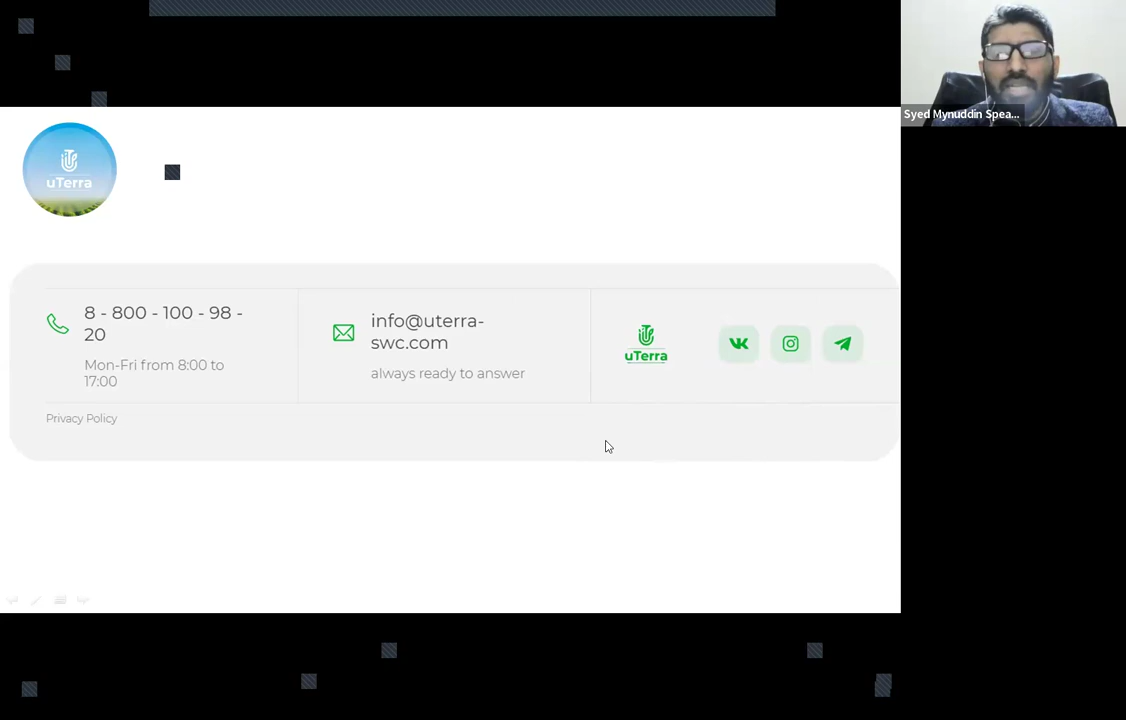 Syed Mynuddin Spea...
uTerra
8 - 800 - 100 - 98 -
20
Mon-Fri from 8:00 to
17:00
info@uterra-
swc.com
always ready to answer
uTerra
Privacy Policy